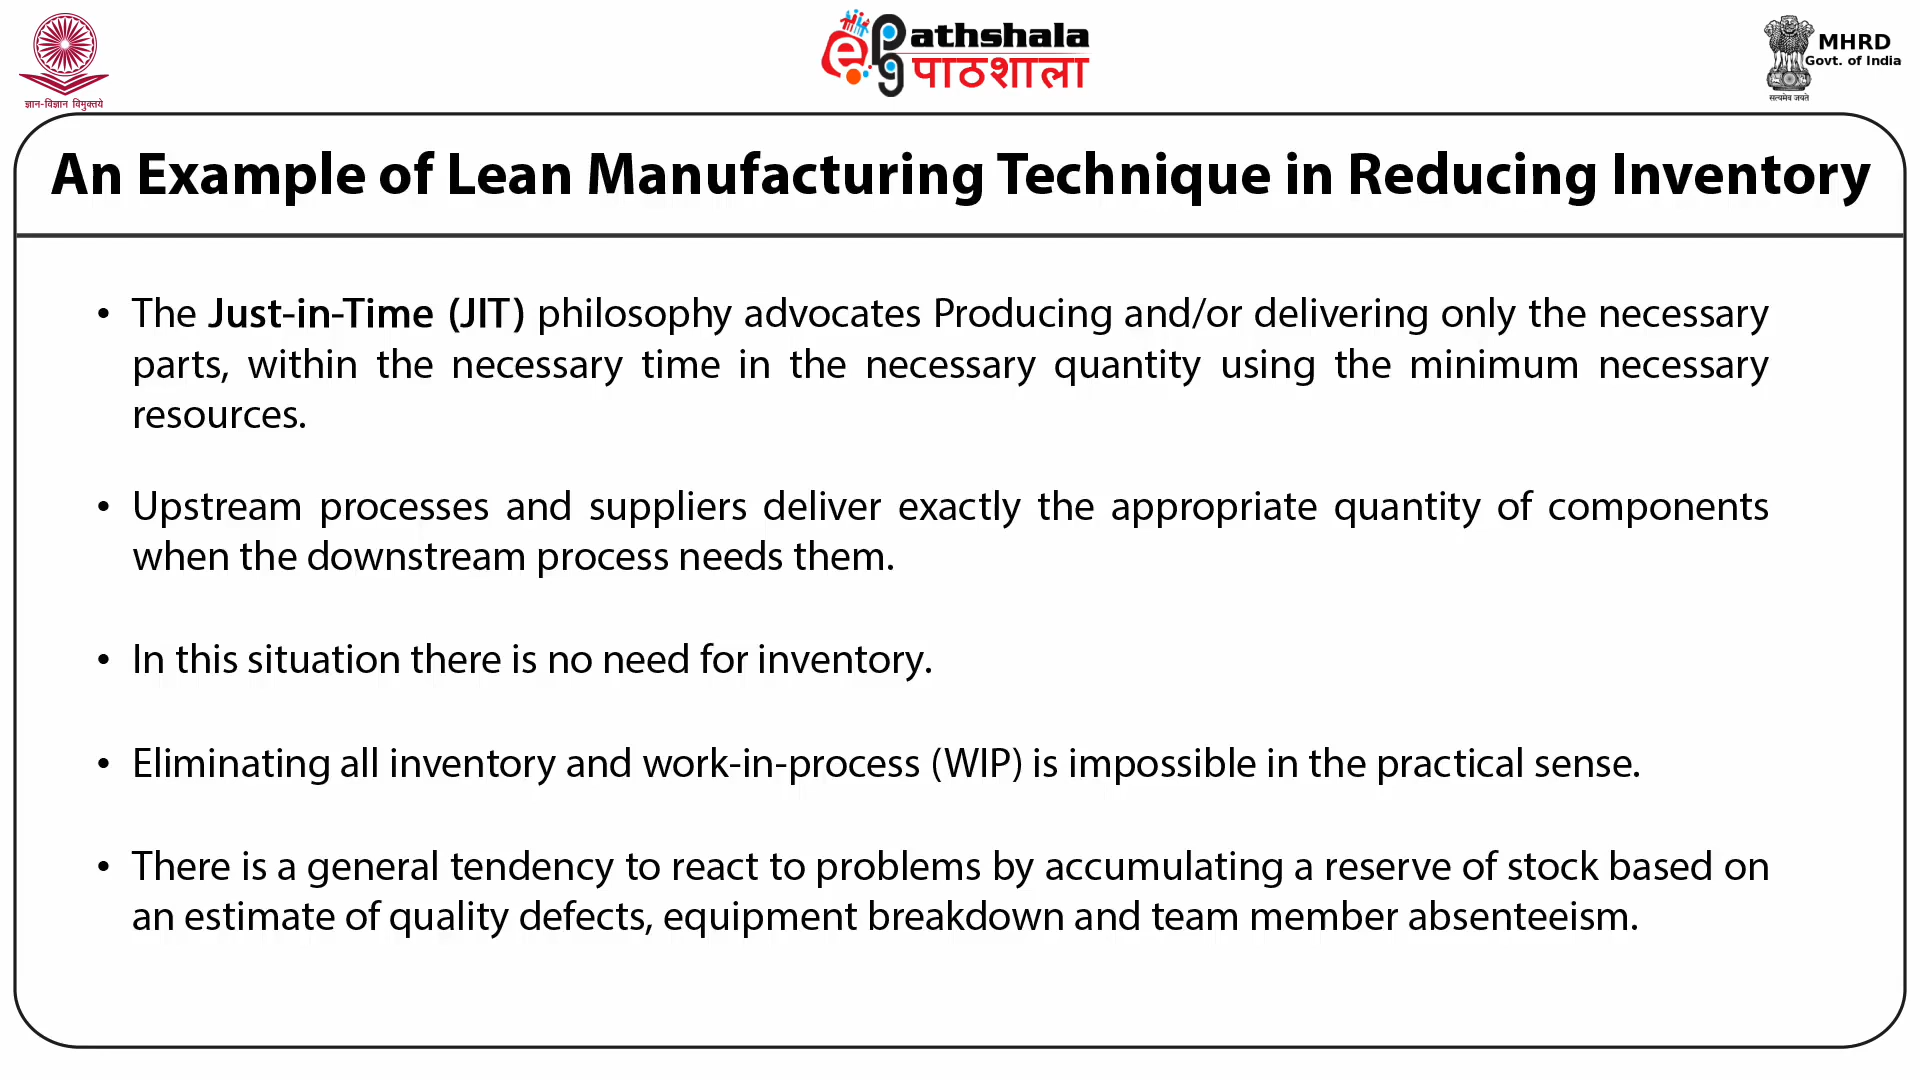 ज्ञान-विज्ञान विमुक्तये
ePathshala
पाठशाला
MHRD
Govt. of India
सत्यमेव जयते
An Example of Lean Manufacturing Technique in Reducing Inventory
• The Just-in-Time (JIT) philosophy advocates Producing and/or delivering only the necessary
parts, within the necessary time in the necessary quantity using the minimum necessary
resources.
• Upstream processes and suppliers deliver exactly the appropriate quantity of components
when the downstream process needs them.
• In this situation there is no need for inventory.
• Eliminating all inventory and work-in-process (WIP) is impossible in the practical sense.
• There is a general tendency to react to problems by accumulating a reserve of stock based on
an estimate of quality defects, equipment breakdown and team member absenteeism.